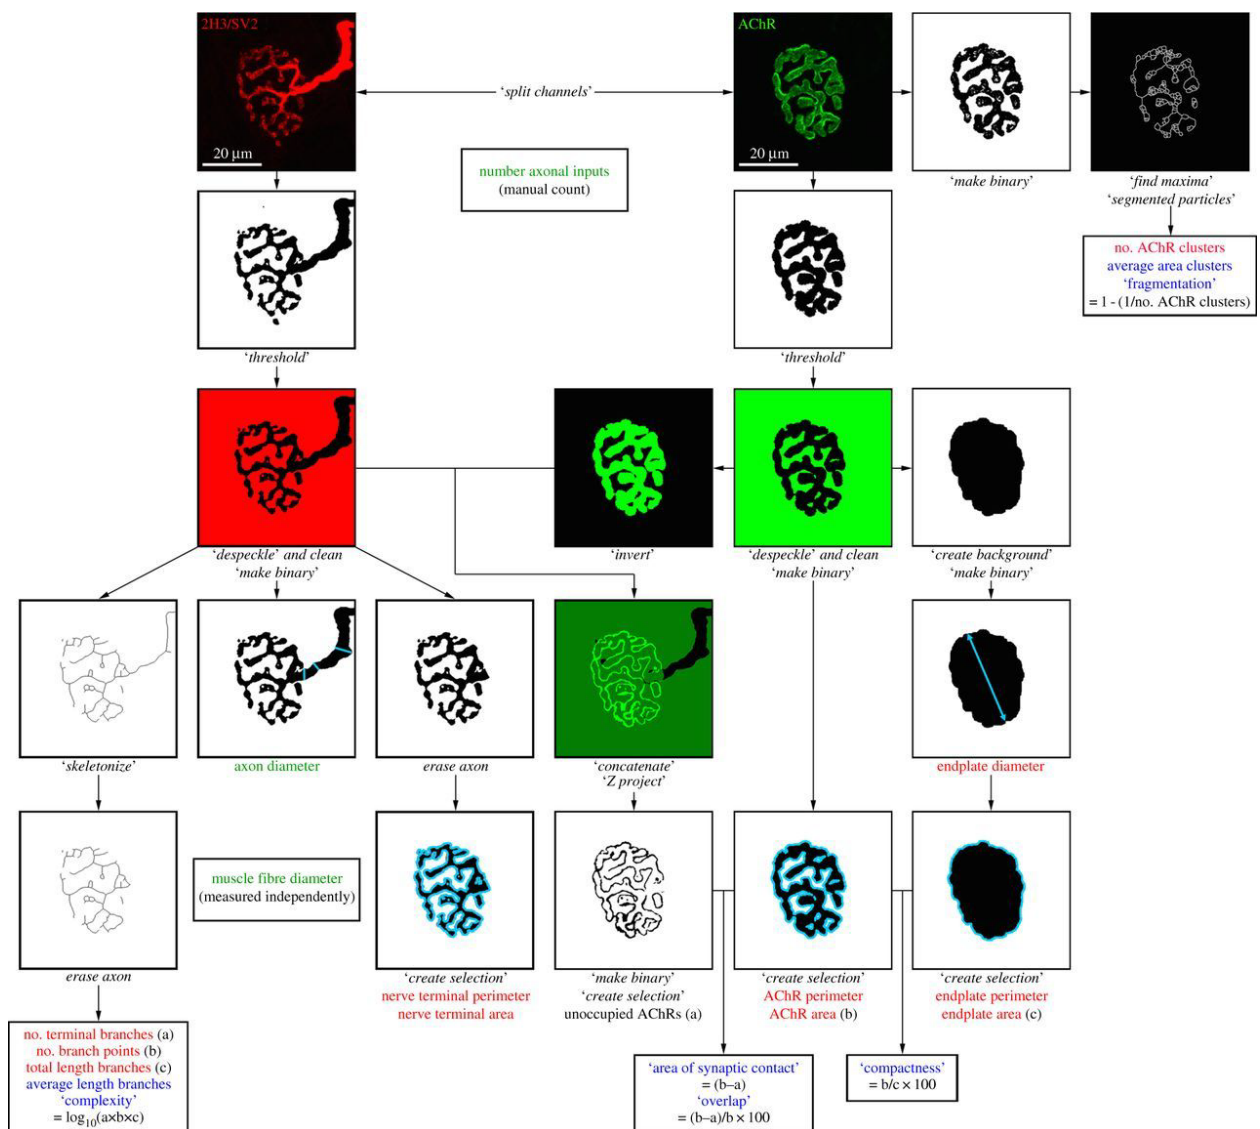 2H3/SV2
20 µm
‘split channels’
AChR
20 µm
‘make binary’
‘find maxima’
‘segmented particles’
number axonal inputs
(manual count)
no. AChR clusters
average area clusters
‘fragmentation’
= 1 - (1/no. AChR clusters)
‘threshold’
‘threshold’
‘despeckle’ and clean
‘make binary’
‘invert’
‘despeckle’ and clean
‘make binary’
‘create background’
‘make binary’
‘skeletonize’
axon diameter
erase axon
‘concatenate’
‘Z project’
endplate diameter
muscle fibre diameter
(measured independently)
erase axon
‘create selection’
nerve terminal perimeter
nerve terminal area
‘make binary’
‘create selection’
unoccupied AChRs (a)
‘create selection’
AChR perimeter
AChR area (b)
‘create selection’
endplate perimeter
endplate area (c)
no. terminal branches (a)
no. branch points (b)
total length branches (c)
average length branches
‘complexity’
= log10(a×b×c)
‘area of synaptic contact’
= (b–a)
‘overlap’
= (b–a)/b × 100
‘compactness’
= b/c × 100